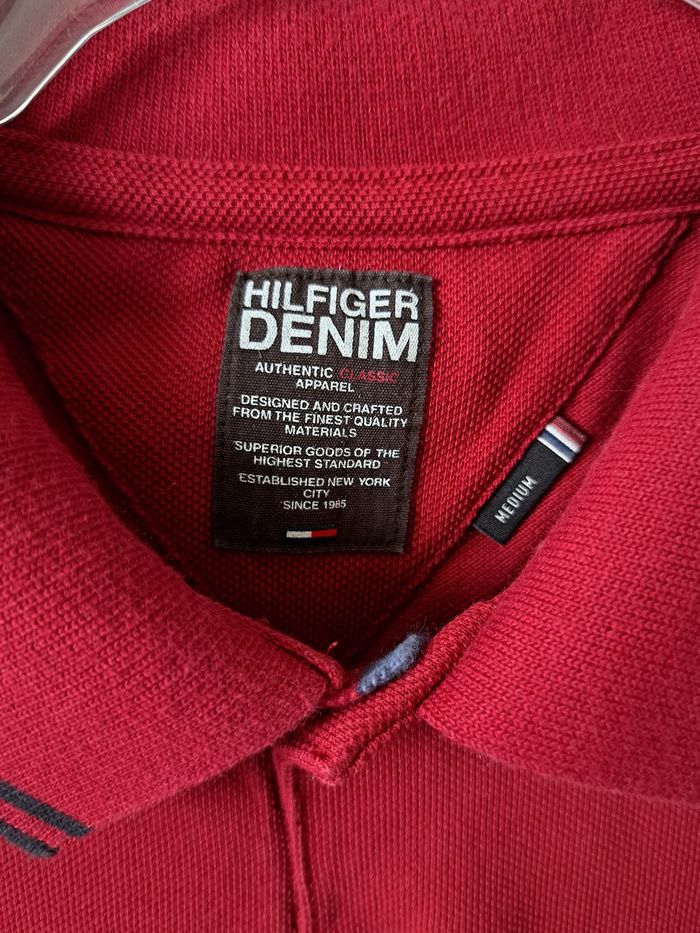 HILFIGER
DENIM
AUTHENTIC CLASSIC
APPAREL
DESIGNED AND CRAFTED
FROM THE FINEST QUALITY
MATERIALS
SUPERIOR GOODS OF THE
HIGHEST STANDARD
ESTABLISHED NEW YORK
CITY
SINCE 1985
MEDIUM